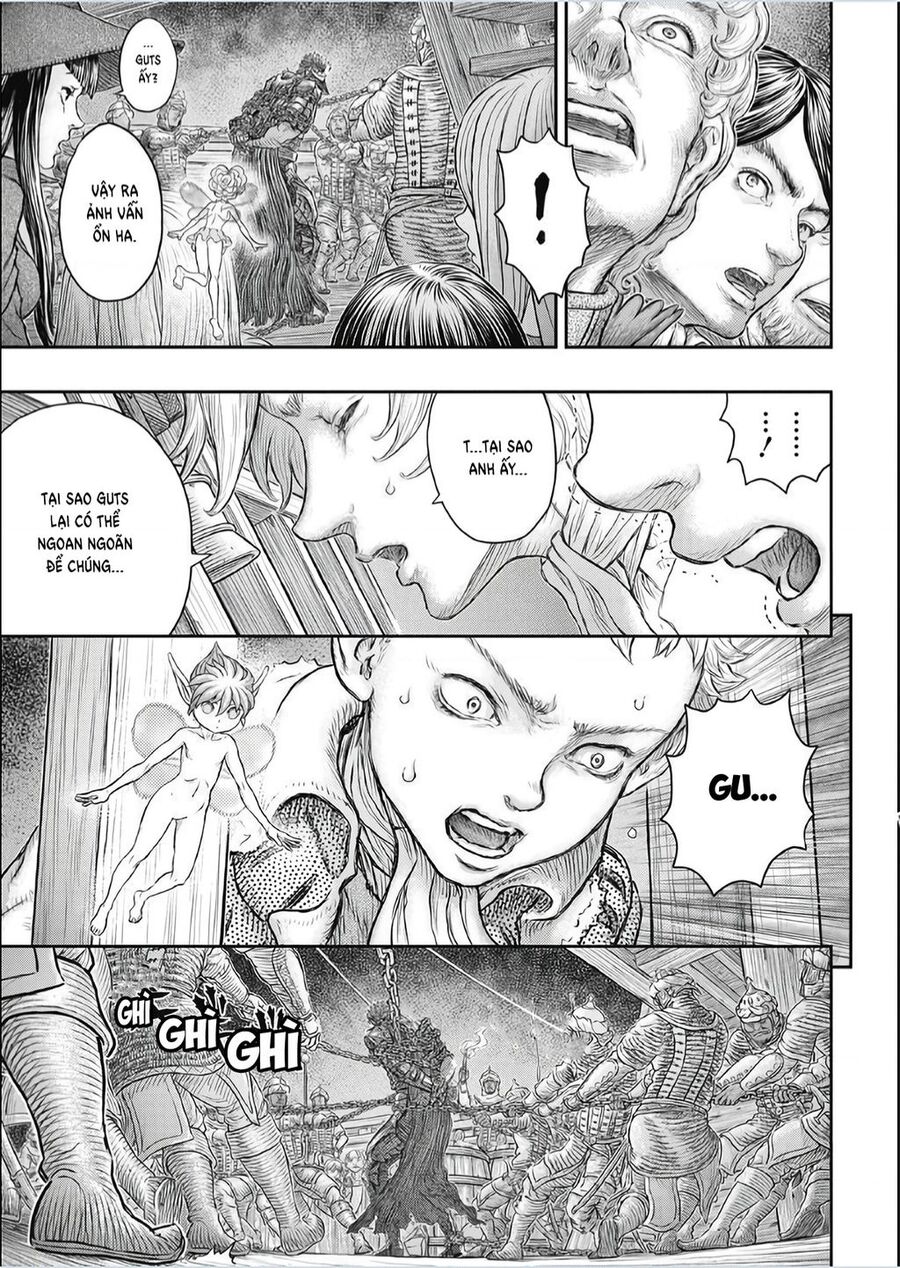 !
...
GUTS
ẤY?
VẬY RA
ẢNH VẪN
ỔN HA.
......!
T...TẠI SAO
ANH ẤY...
TẠI SAO GUTS
LẠI CÓ THỂ
NGOAN NGOÃN
ĐỂ CHÚNG...
GU...
GHÌ
GHÌ
GHÌ